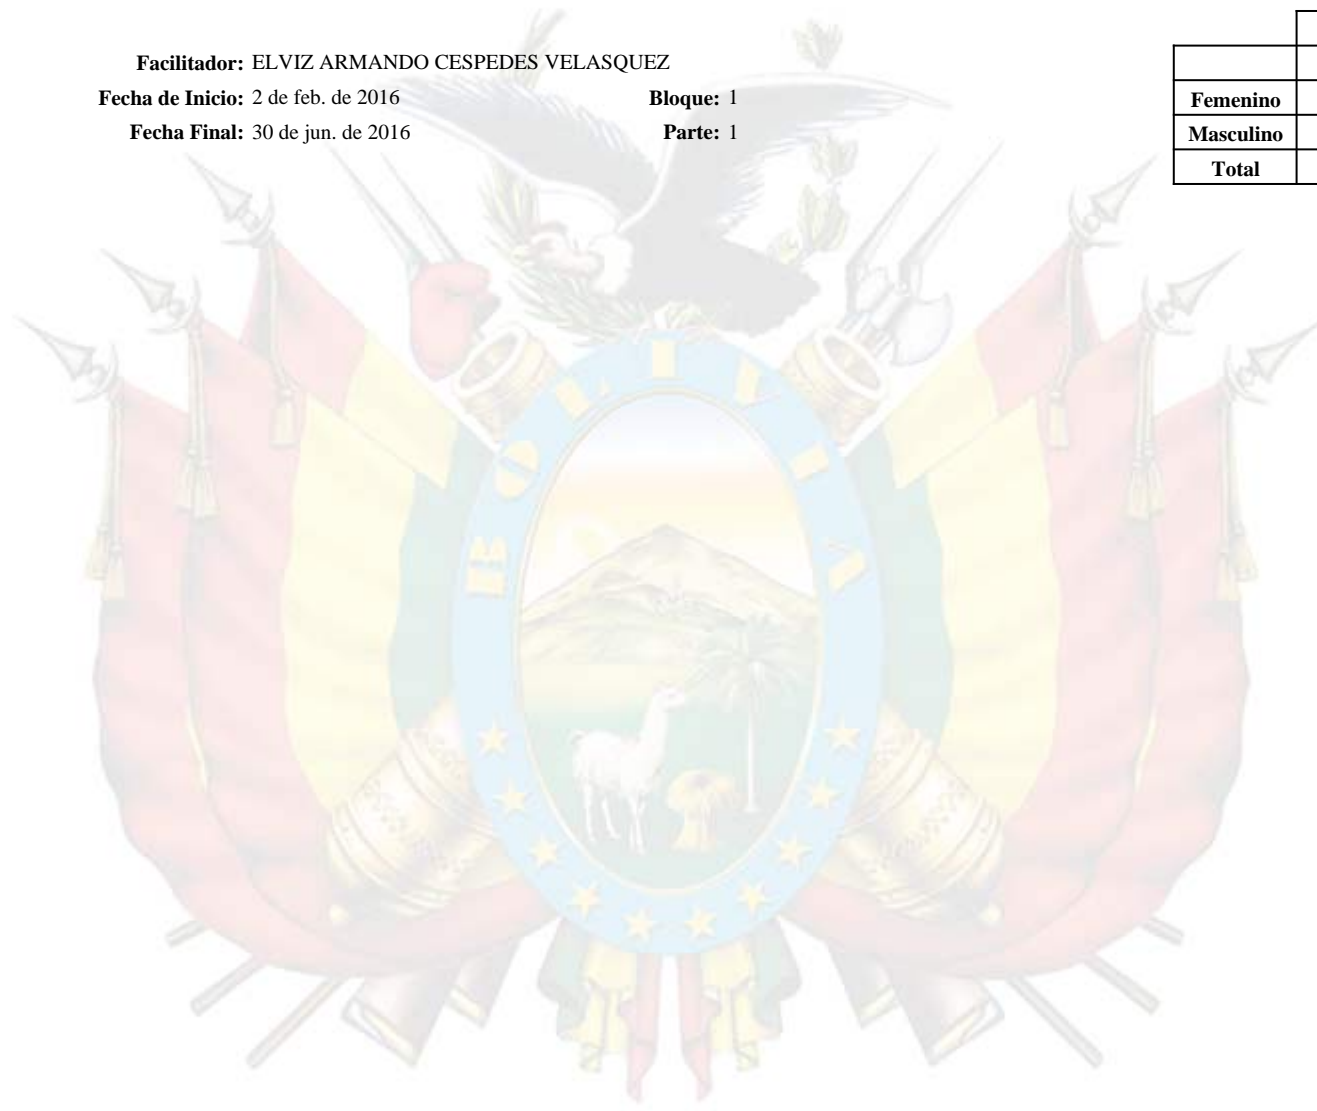 Facilitador: ELVIZ ARMANDO CESPEDES VELASQUEZ
Fecha de Inicio: 2 de feb. de 2016 Bloque: 1
Fecha Final: 30 de jun. de 2016 Parte: 1
Femenino
Masculino
Total
BOLIVIA